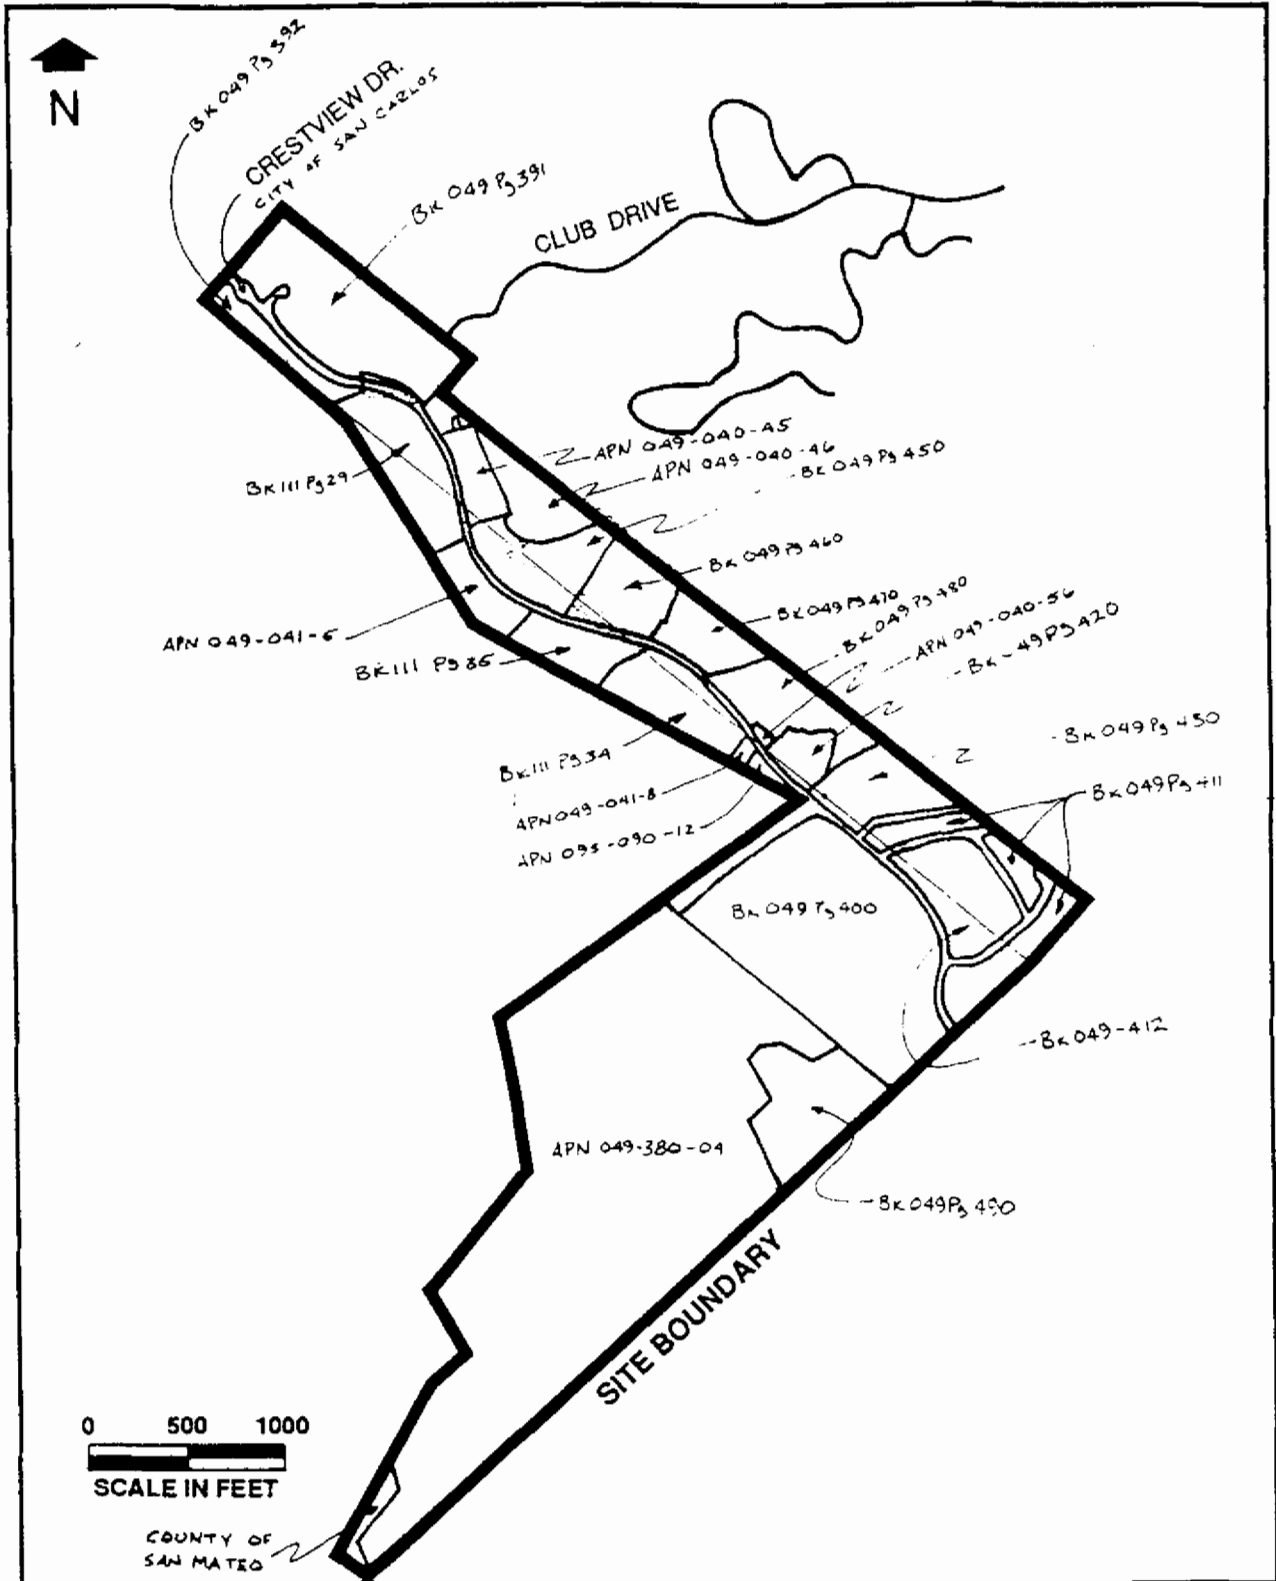 N
Bk 049 Pg 392
CRESTVIEW DR.
CITY OF SAN CARLOS
Bk 049 Pg 391
CLUB DRIVE
APN 049-040-45
APN 049-040-46
Bk 049 Pg 450
Bk 111 Pg 29
Bk 049 Pg 460
Bk 049 Pg 470
Bk 049 Pg 480
APN 049-040-56
Bk - 49 Pg 420
APN 049-041-6
Bk 111 Pg 35
Bk 049 Pg 430
Bk 111 Pg 34
Bk 049 Pg 411
APN 049-041-8
APN 095-090-12
Bk 049 Pg 400
Bk 049-412
APN 049-380-04
Bk 049 Pg 490
SITE BOUNDARY
0 500 1000
SCALE IN FEET
COUNTY OF
SAN MATEO